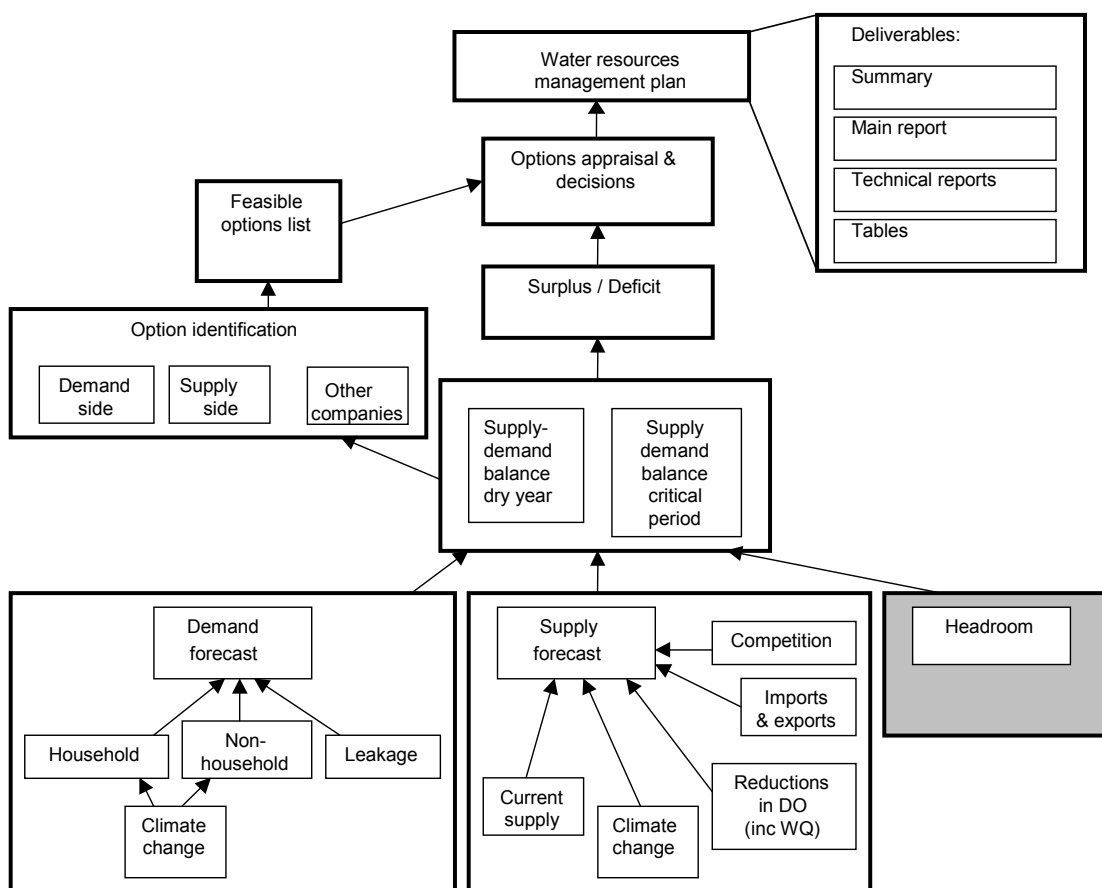 Water resources
management plan
Deliverables:
Summary
Main report
Technical reports
Tables
Options appraisal &
decisions
Feasible
options list
Surplus / Deficit
Option identification
Demand
side
Supply
side
Other
companies
Supply-
demand
balance
dry year
Supply
demand
balance
critical
period
Demand
forecast
Household
Non-
household
Leakage
Climate
change
Supply
forecast
Competition
Imports
& exports
Current
supply
Climate
change
Reductions
in DO
(inc WQ)
Headroom